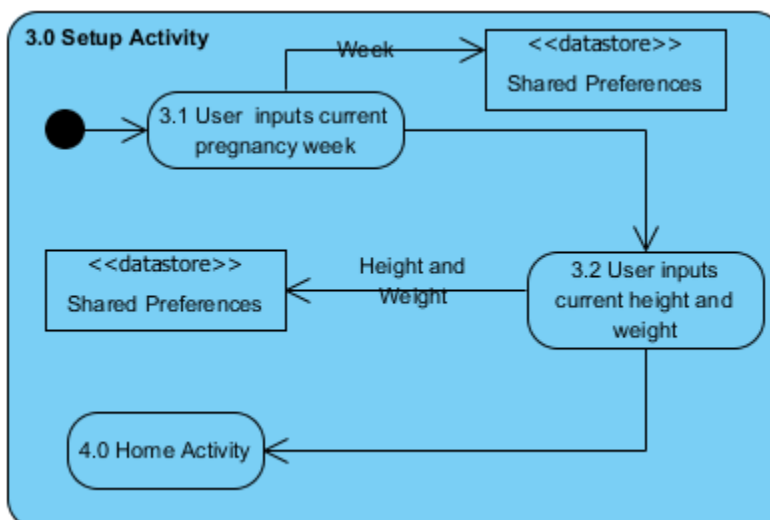 3.0 Setup Activity
Week
<<datastore>>
Shared Preferences
3.1 User inputs current
pregnancy week
<<datastore>>
Shared Preferences
Height and
Weight
3.2 User inputs
current height and
weight
4.0 Home Activity